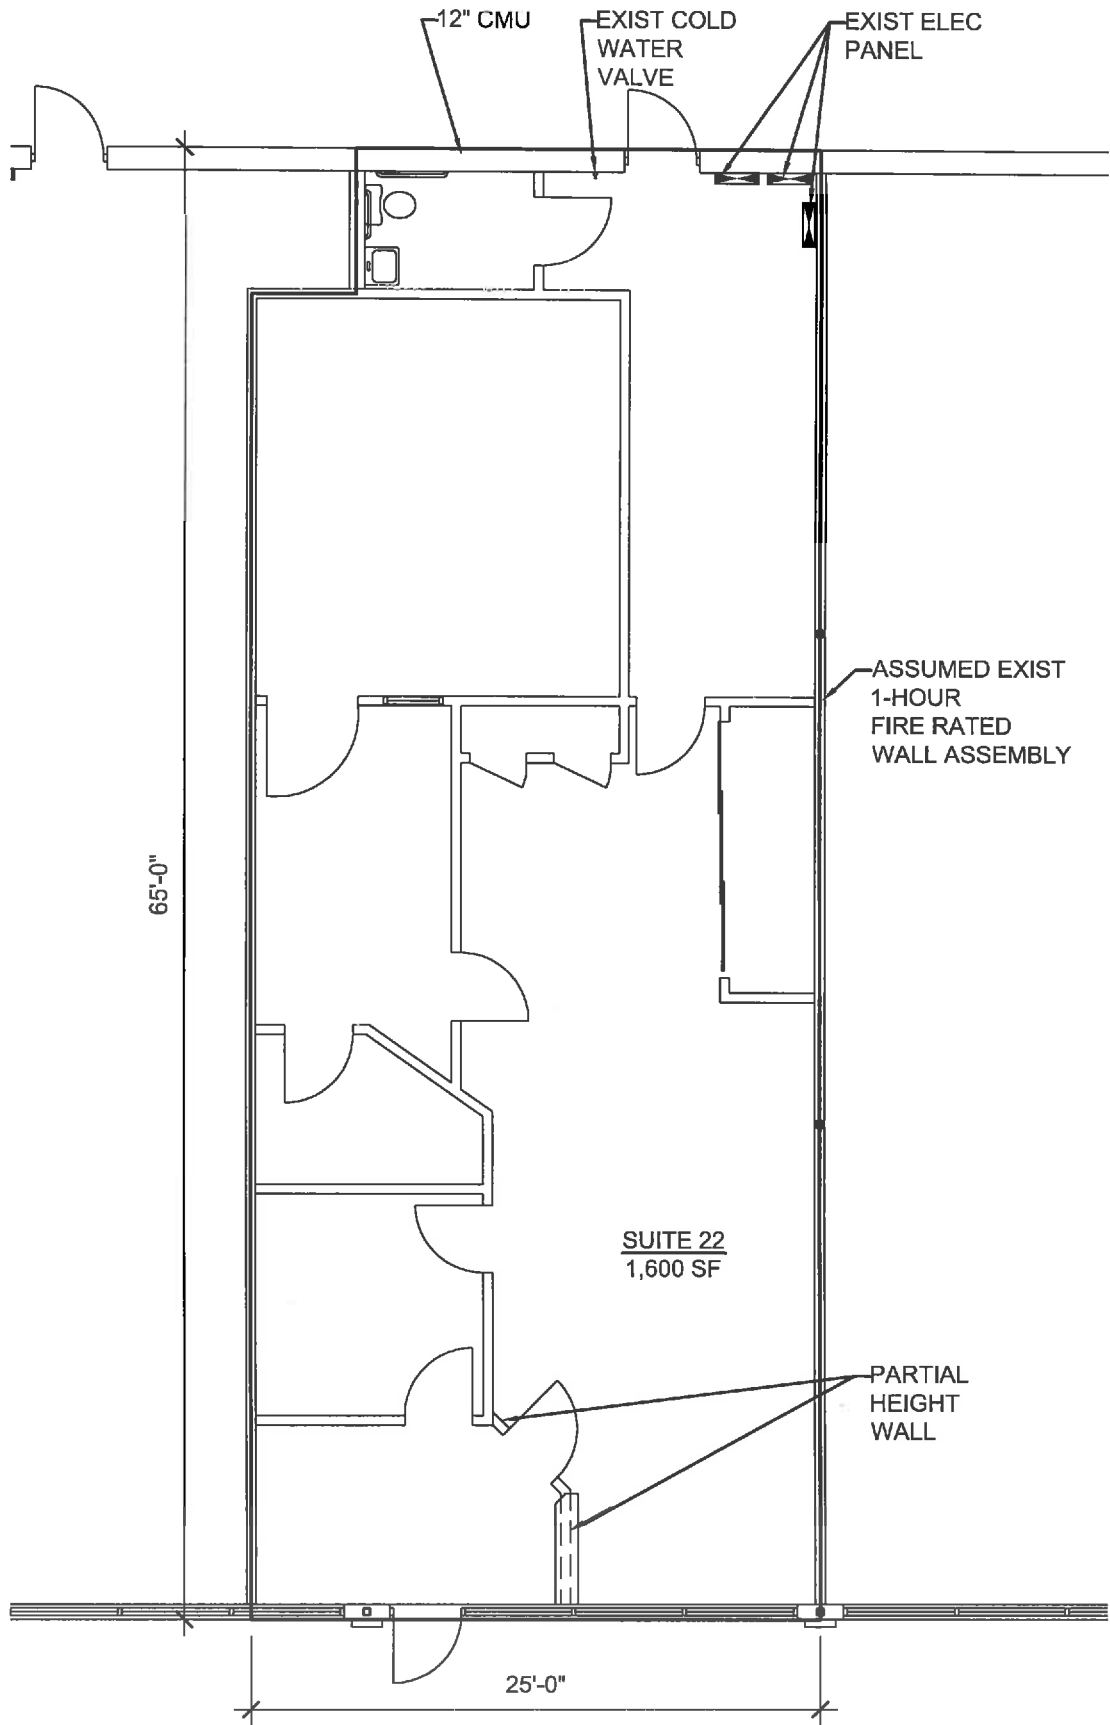 12" CMU
EXIST COLD
WATER
VALVE
EXIST ELEC
PANEL
ASSUMED EXIST
1-HOUR
FIRE RATED
WALL ASSEMBLY
65'-0"
SUITE 22
1,600 SF
PARTIAL
HEIGHT
WALL
25'-0"